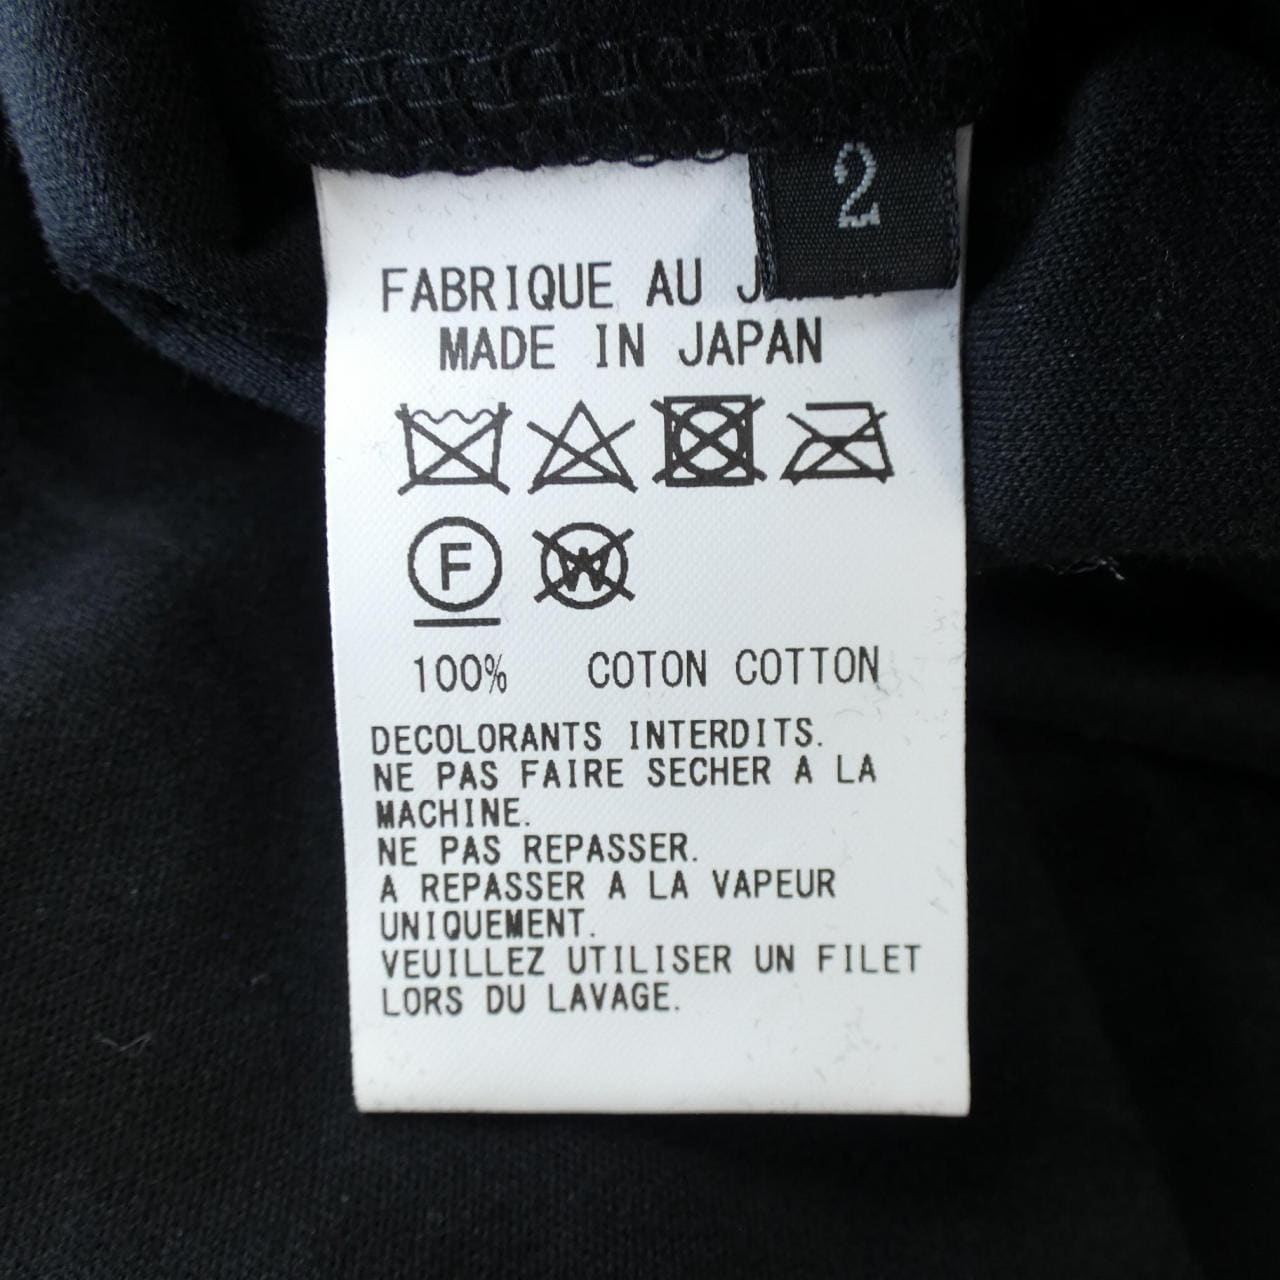 2
FABRIQUE AU
MADE IN JAPAN
F
W
100% COTON COTTON
DECOLORANTS INTERDITS.
NE PAS FAIRE SECHER A LA
MACHINE.
NE PAS REPASSER.
A REPASSER A LA VAPEUR
UNIQUEMENT.
VEUILLEZ UTILISER UN FILET
LORS DU LAVAGE.